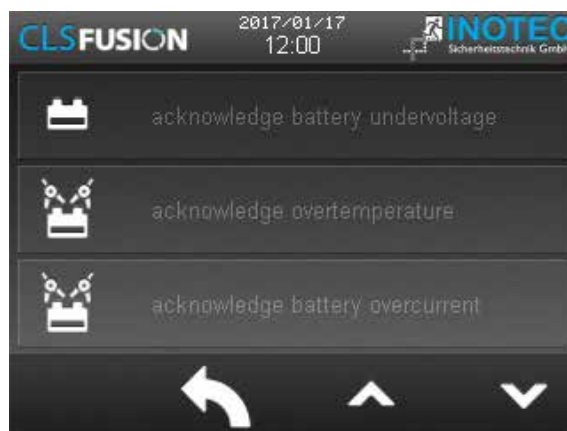 CLSFUSION
2017/01/17
12:00
INOTEC
Sicherheitstechnik GmbH
acknowledge battery undervoltage
acknowledge overtemperature
acknowledge battery overcurrent